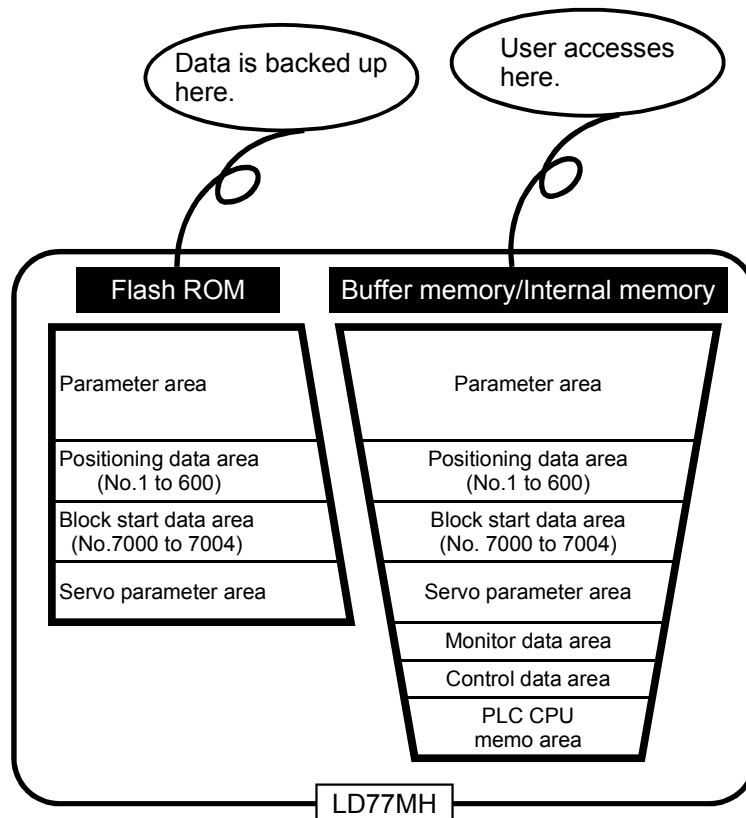 Data is backed up
here.
User accesses
here.
Flash ROM
Parameter area
Positioning data area
(No.1 to 600)
Block start data area
(No.7000 to 7004)
Servo parameter area
Buffer memory/Internal memory
Parameter area
Positioning data area
(No.1 to 600)
Block start data area
(No. 7000 to 7004)
Servo parameter area
Monitor data area
Control data area
PLC CPU
memo area
LD77MH